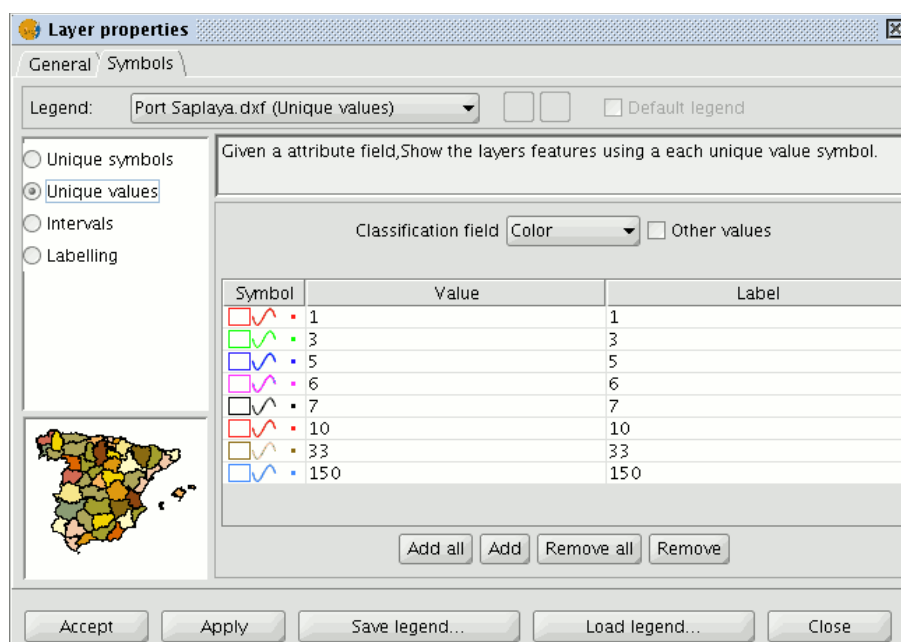 Layer properties
General Symbols
Legend: Port Saplaya.dxf (Unique values) Default legend
Unique symbols
Unique values
Intervals
Labelling
Given a attribute field,Show the layers features using a each unique value symbol.
Classification field Color Other values
Symbol Value Label
1 1
3 3
5 5
6 6
7 7
10 10
33 33
150 150
Add all Add Remove all Remove
Accept Apply Save legend... Load legend... Close